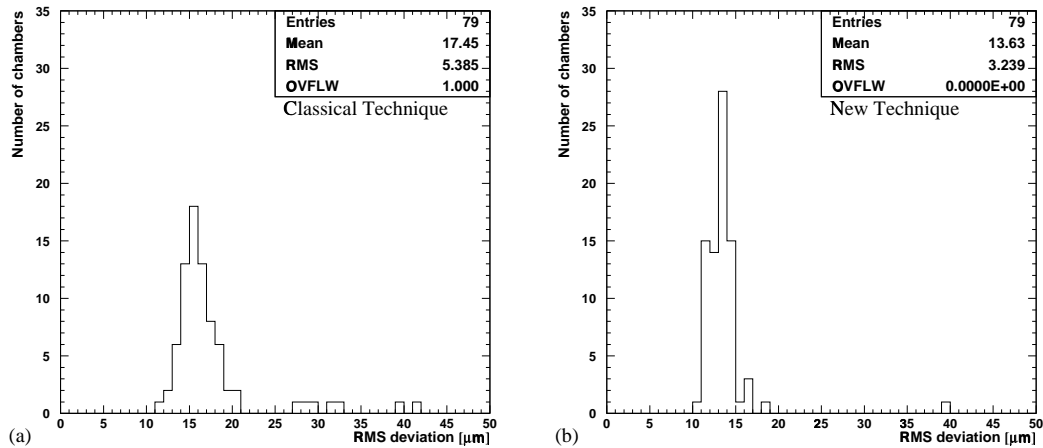 Number of chambers
35
30
25
20
15
10
5
0
Entries 79
Mean 17.45
RMS 5.385
OVFLW 1.000
Classical Technique
0 5 10 15 20 25 30 35 40 45 50
RMS deviation [μm]
(a)
Number of chambers
35
30
25
20
15
10
5
0
Entries 79
Mean 13.63
RMS 3.239
OVFLW 0.0000E+00
New Technique
0 5 10 15 20 25 30 35 40 45 50
RMS deviation [μm]
(b)